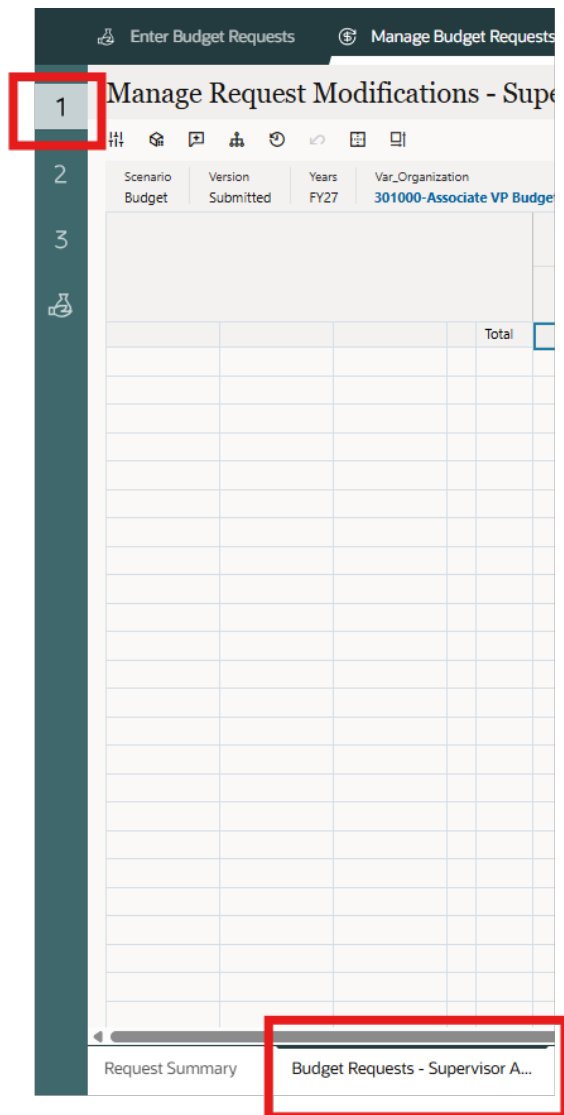 Enter Budget Requests
Manage Budget Requests
1
Manage Request Modifications - Supe
2
Scenario Version Years Var_Organization
Budget Submitted FY27 301000-Associate VP Budge
3
Total
Request Summary Budget Requests - Supervisor A...